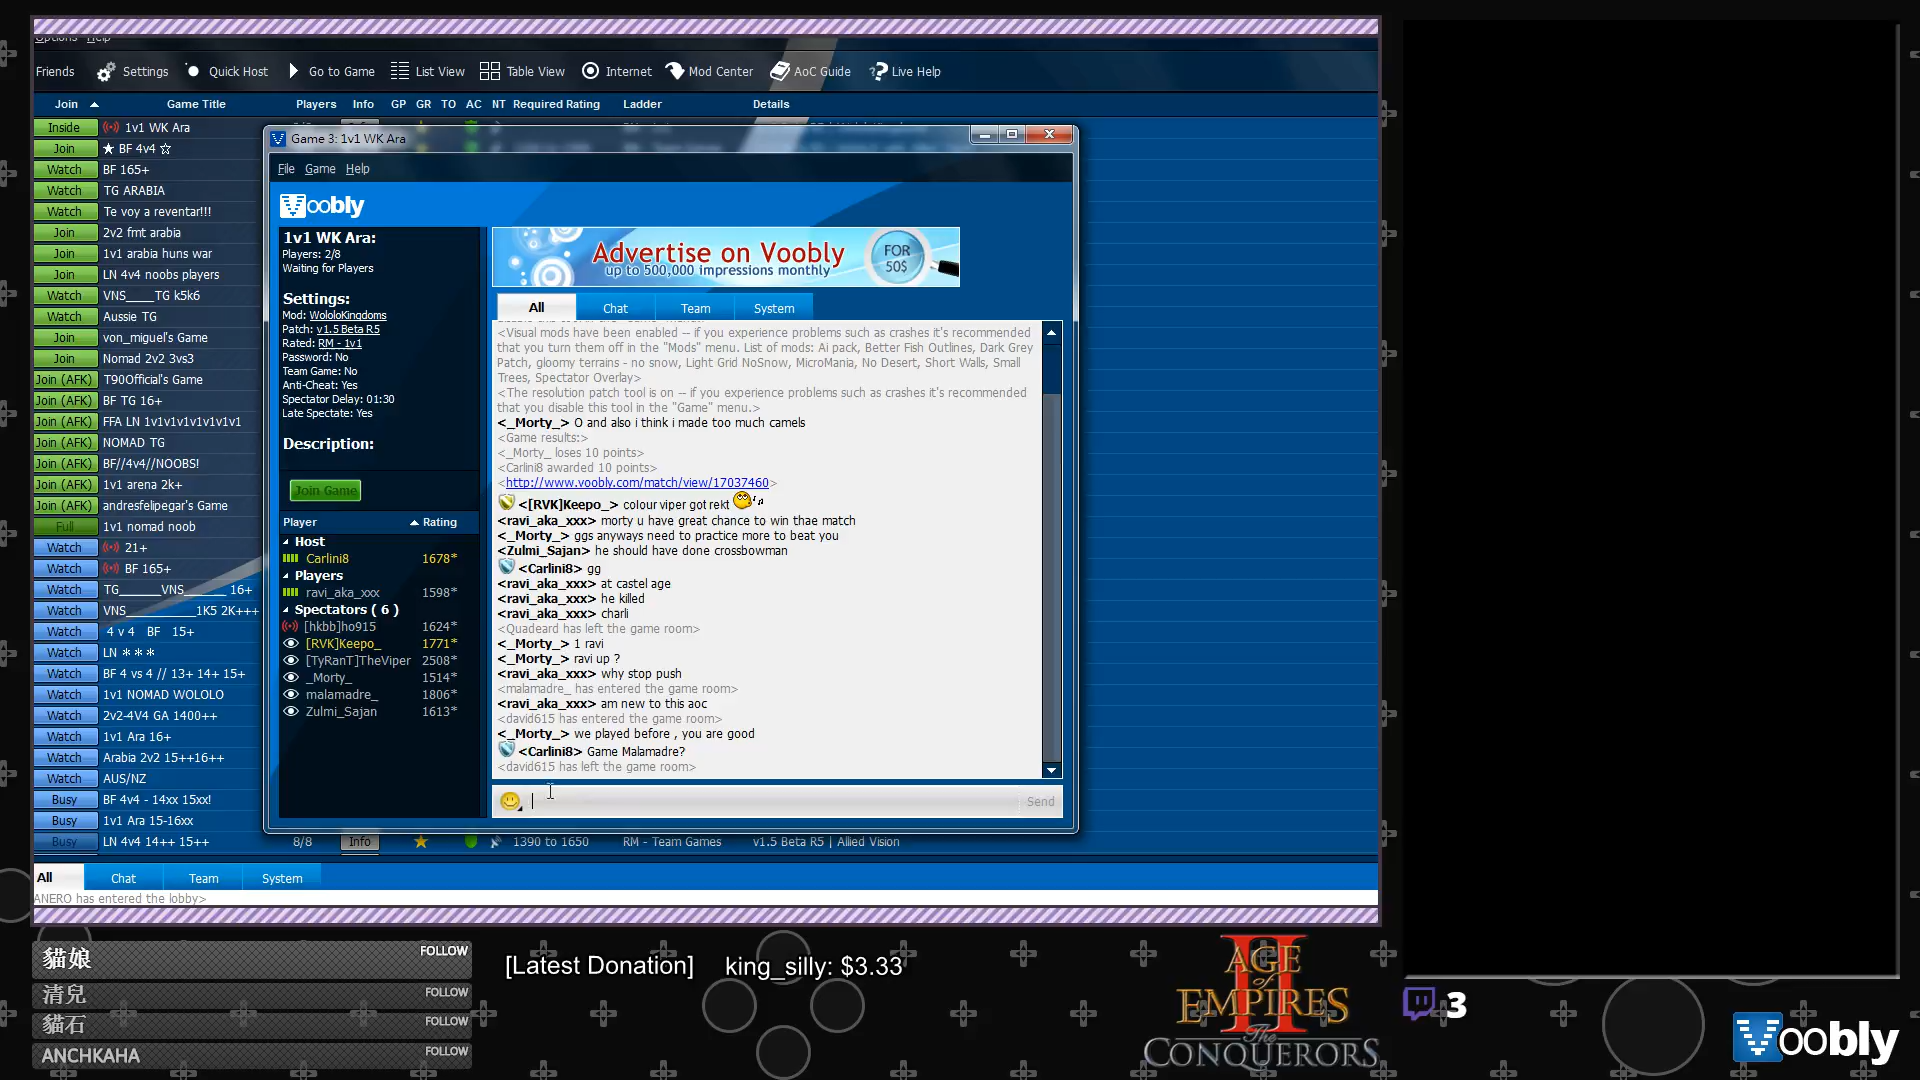 Options Help
Friends Settings Quick Host Go to Game List View Table View Internet Mod Center AoC Guide Live Help
Join Game Title Players Info GP GR TO AC NT Required Rating Ladder Details
Inside 1v1 WK Ara
Join ★ BF 4v4 ☆
Watch BF 165+
Watch TG ARABIA
Watch Te voy a reventar!!!
Join 2v2 fmt arabia
Join 1v1 arabia huns war
Join LN 4v4 noobs players
Watch VNS____TG k5k6
Watch Aussie TG
Join von_miguel's Game
Join Nomad 2v2 3vs3
Join (AFK) T90Official's Game
Join (AFK) BF TG 16+
Join (AFK) FFA LN 1v1v1v1v1v1v1v1
Join (AFK) NOMAD TG
Join (AFK) BF//4v4//NOOBS!
Join (AFK) 1v1 arena 2k+
Join (AFK) andresfelipegar's Game
Full 1v1 nomad noob
Watch 21+
Watch BF 165+
Watch TG______VNS_______ 16+
Watch VNS____________1K5 2K+++
Watch 4 v 4 BF 15+
Watch LN ***
Watch BF 4 vs 4 // 13+ 14+ 15+
Watch 1v1 NOMAD WOLOLO
Watch 2v2-4V4 GA 1400++
Watch 1v1 Ara 16+
Watch Arabia 2v2 15++16++
Watch AUS/NZ
Busy BF 4v4 - 14xx 15xx!
Busy 1v1 Ara 15-16xx
Busy LN 4v4 14++ 15++ 8/8 Info 1390 to 1650 RM - Team Games v1.5 Beta R5 | Allied Vision
Game 3: 1v1 WK Ara
File Game Help
Voobly
1v1 WK Ara:
Players: 2/8
Waiting for Players
Settings:
Mod: WololoKingdoms
Patch: v1.5 Beta R5
Rated: RM - 1v1
Password: No
Team Game: No
Anti-Cheat: Yes
Spectator Delay: 01:30
Late Spectate: Yes
Description:
Join Game
Player Rating
Host
Carlini8 1678*
Players
ravi_aka_xxx 1598*
Spectators ( 6 )
[hkbb]ho915 1624*
[RVK]Keepo_ 1771*
[TyRanT]TheViper 2508*
_Morty_ 1514*
malamadre_ 1806*
Zulmi_Sajan 1613*
Advertise on Voobly
up to 500,000 impressions monthly
FOR
50$
All Chat Team System
<Visual mods have been enabled -- if you experience problems such as crashes it's recommended
that you turn them off in the "Mods" menu. List of mods: Ai pack, Better Fish Outlines, Dark Grey
Patch, gloomy terrains - no snow, Light Grid NoSnow, MicroMania, No Desert, Short Walls, Small
Trees, Spectator Overlay>
<The resolution patch tool is on -- if you experience problems such as crashes it's recommended
that you disable this tool in the "Game" menu.>
<_Morty_> O and also i think i made too much camels
<Game results:>
<_Morty_ loses 10 points>
<Carlini8 awarded 10 points>
<http://www.voobly.com/match/view/17037460>
<[RVK]Keepo_> colour viper got rekt
<ravi_aka_xxx> morty u have great chance to win thae match
<_Morty_> ggs anyways need to practice more to beat you
<Zulmi_Sajan> he should have done crossbowman
<Carlini8> gg
<ravi_aka_xxx> at castel age
<ravi_aka_xxx> he killed
<ravi_aka_xxx> charli
<Quadeard has left the game room>
<_Morty_> 1 ravi
<_Morty_> ravi up ?
<ravi_aka_xxx> why stop push
<malamadre_ has entered the game room>
<ravi_aka_xxx> am new to this aoc
<david615 has entered the game room>
<_Morty_> we played before , you are good
<Carlini8> Game Malamadre?
<david615 has left the game room>
Send
All Chat Team System
ANERO has entered the lobby>
貓娘 FOLLOW
清兒 FOLLOW
貓石 FOLLOW
ANCHKAHA FOLLOW
[Latest Donation] king_silly: $3.33
II
AGE
of
EMPIRES
The
CONQUERORS
3
Voobly